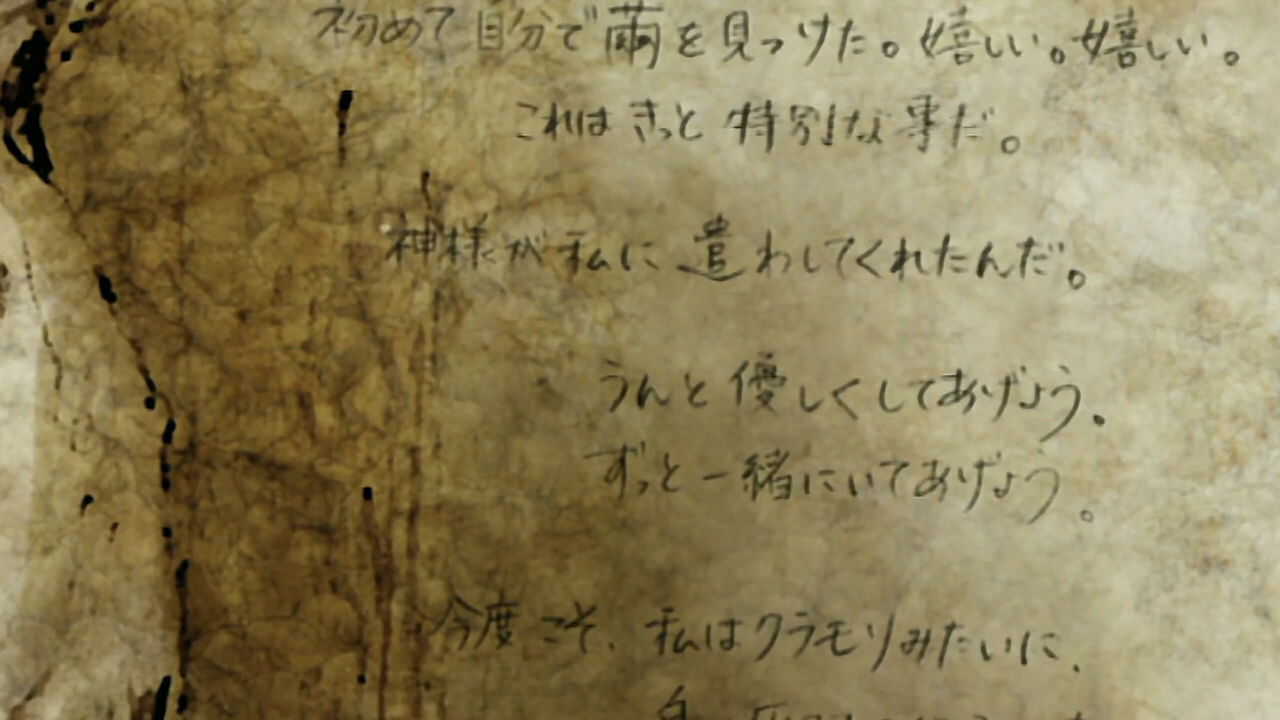 初めて自分で繭を見つけた。嬉しい。嬉しい。
これはきっと特別な事だ。
神様が私に遣わしてくれたんだ。
うんと優しくしてあげよう。
ずっと一緒にいてあげよう。
今度こそ、私はクラモリみたいに、